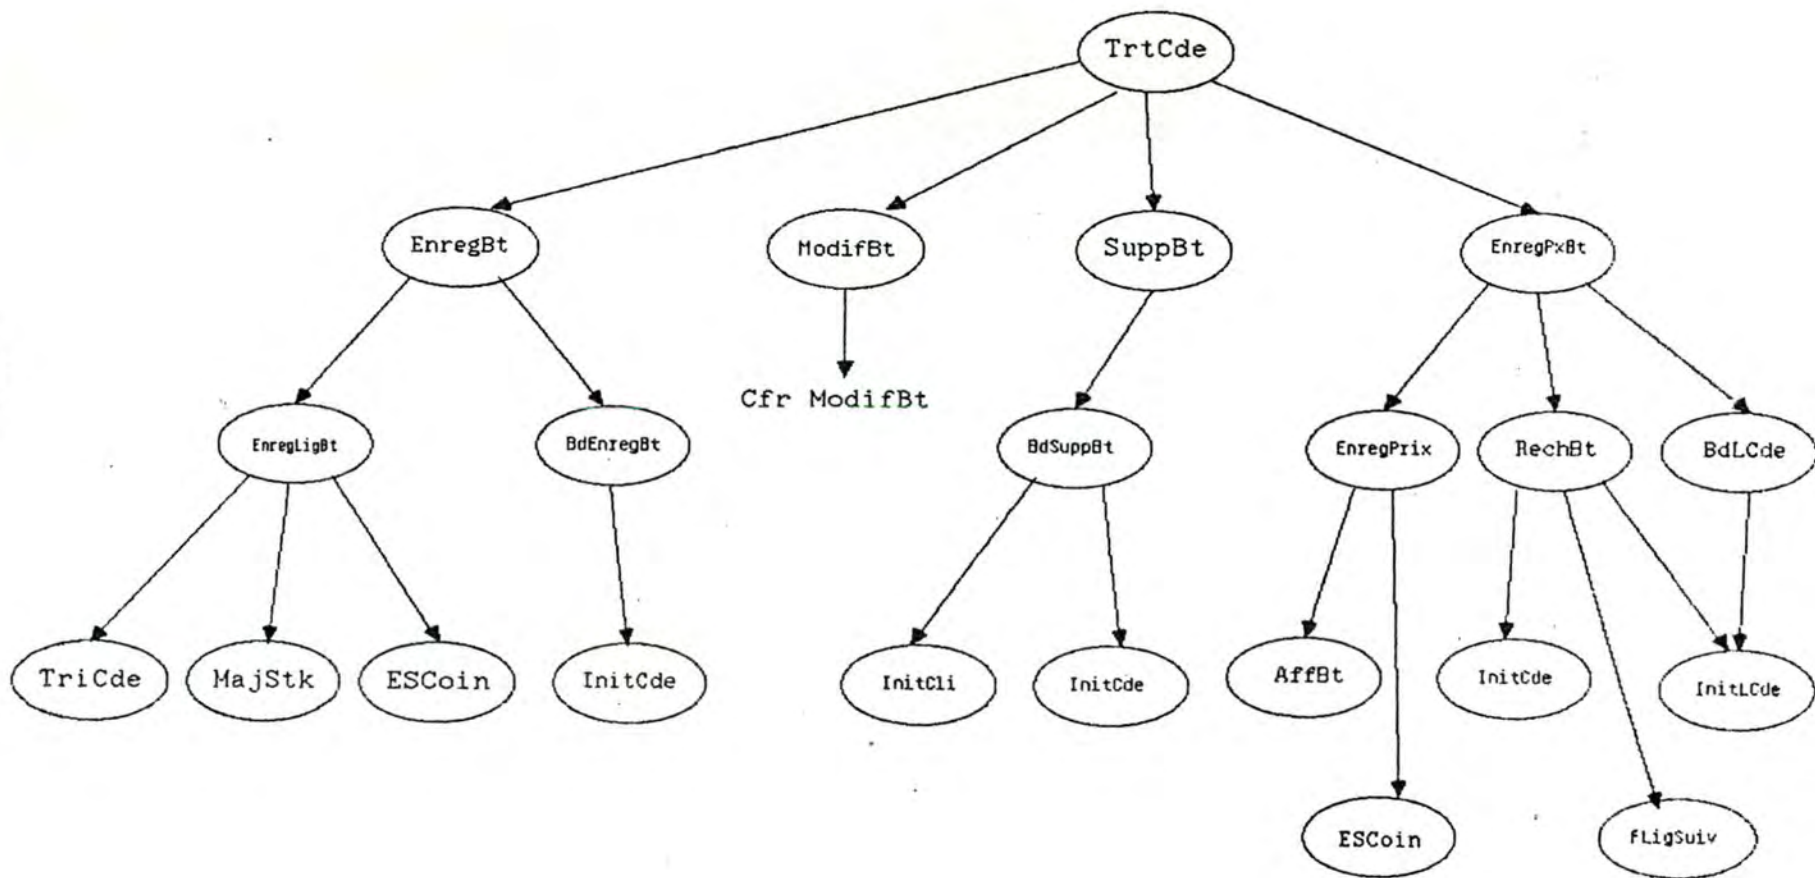 TrtCde
EnregBt
ModifBt
SuppBt
EnregPxBt
Cfr ModifBt
EnregLigBt
BdEnregBt
BdSuppBt
EnregPrix
RechBt
BdLCde
TriCde
MajStk
ESCoin
InitCde
InitCli
InitCde
AffBt
InitCde
InitLCde
ESCoin
fLigSuiv